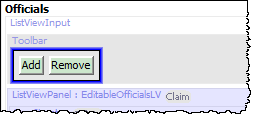 Officials
ListViewInput
Toolbar
Add Remove
ListViewPanel : EditableOfficialsLV Claim